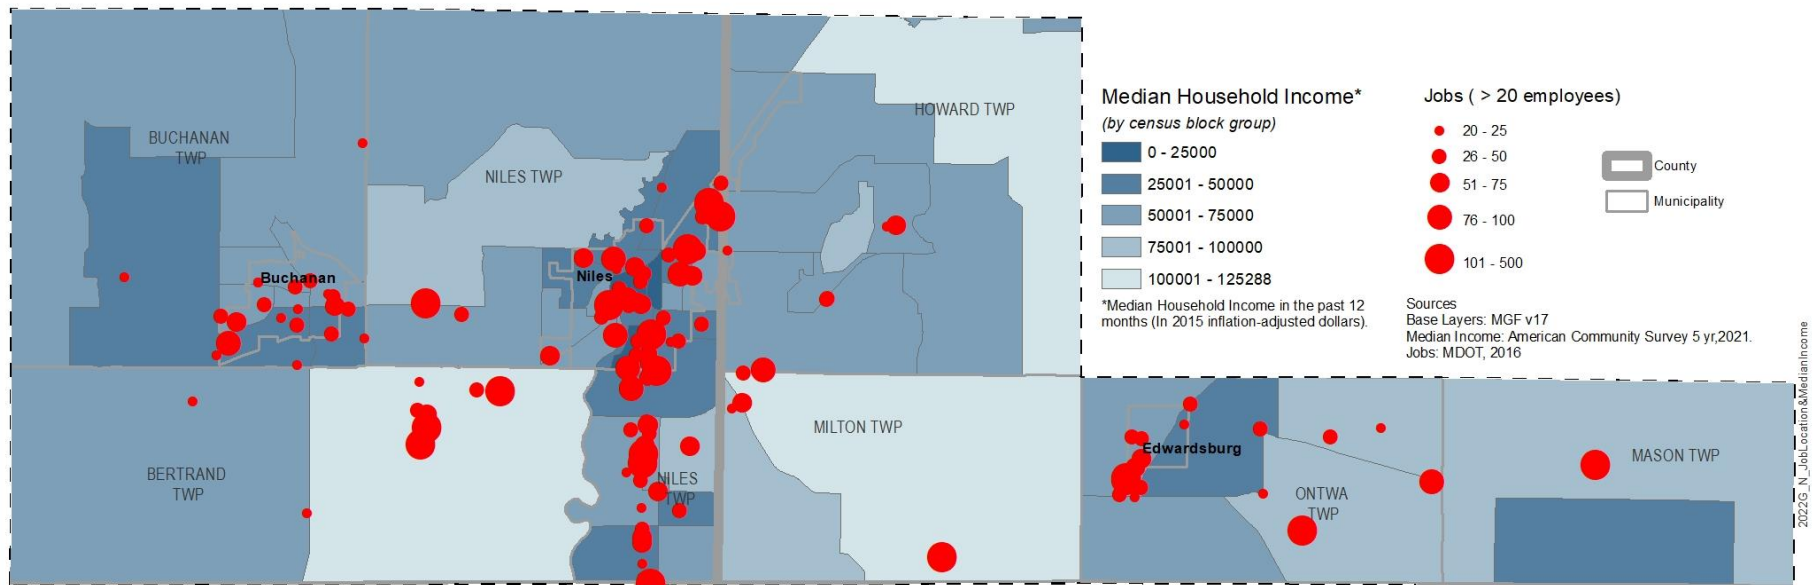 BUCHANAN
TWP
NILES TWP
HOWARD TWP
Buchanan
Niles
BERTRAND
TWP
NILES
TWP
MILTON TWP
Edwardsburg
ONTWA
TWP
MASON TWP
Median Household Income*
(by census block group)
0 - 25000
25001 - 50000
50001 - 75000
75001 - 100000
100001 - 125288
*Median Household Income in the past 12
months (In 2015 inflation-adjusted dollars).
Jobs ( > 20 employees)
20 - 25
26 - 50
51 - 75
76 - 100
101 - 500
County
Municipality
Sources
Base Layers: MGF v17
Median Income: American Community Survey 5 yr,2021.
Jobs: MDOT, 2016
2022G_N_JobLocation&MedianIncome